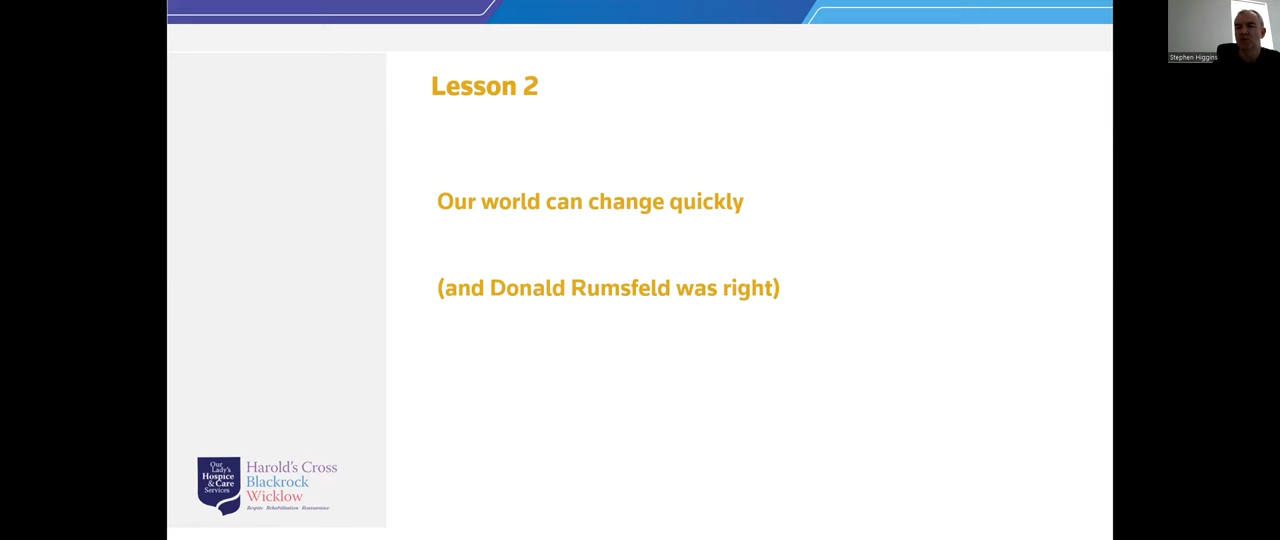 Stephen Higgins
Lesson 2
Our world can change quickly
(and Donald Rumsfeld was right)
Our
Lady's
Hospice
& Care
Services
Harold's Cross
Blackrock
Wicklow
Respite Rehabilitation Reassurance